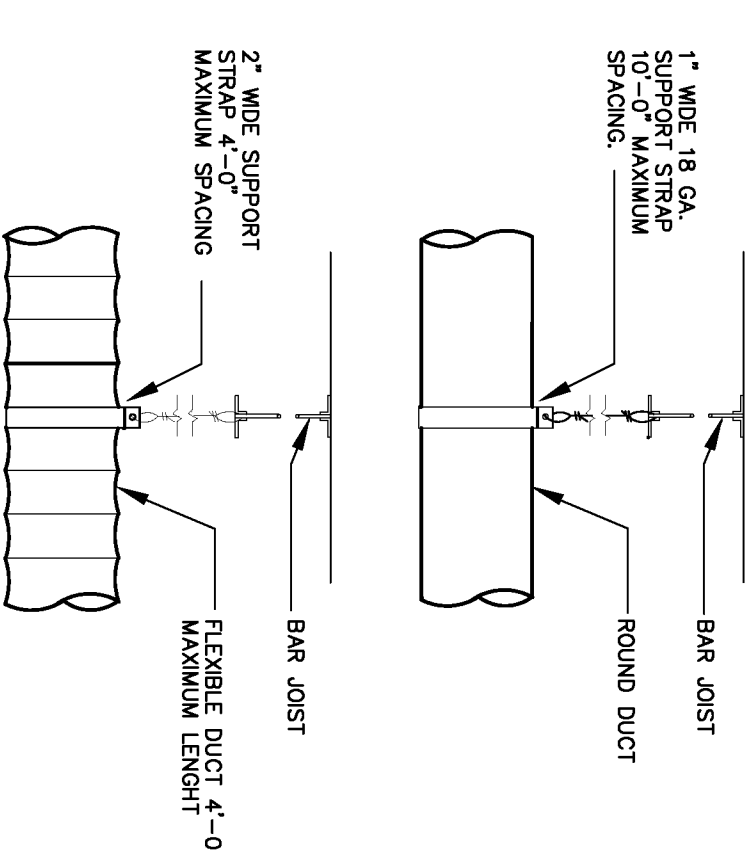 1" WIDE 18 GA.
SUPPORT STRAP
10'-0" MAXIMUM
SPACING.
BAR JOIST
ROUND DUCT
2" WIDE SUPPORT
STRAP 4'-0"
MAXIMUM SPACING
BAR JOIST
FLEXIBLE DUCT 4'-0
MAXIMUM LENGHT